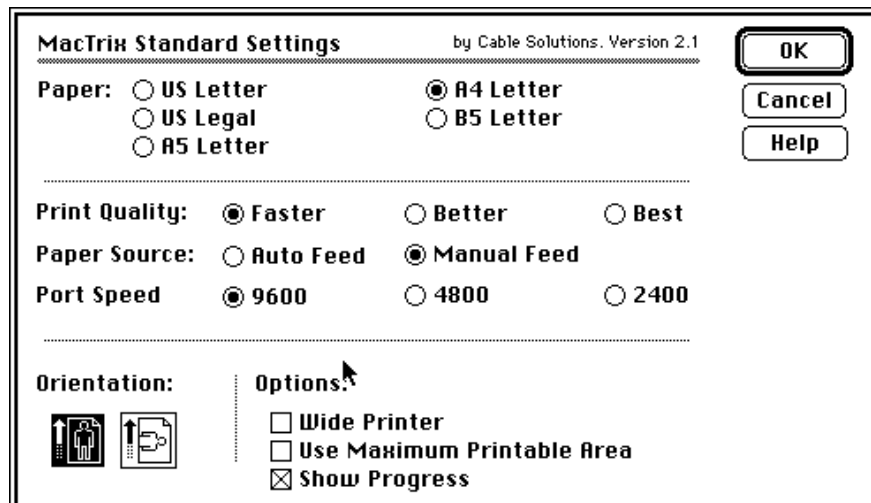 MacTrix Standard Settings by Cable Solutions. Version 2.1
OK
Paper: US Letter A4 Letter
Cancel
US Legal B5 Letter
A5 Letter
Help
Print Quality: Faster Better Best
Paper Source: Auto Feed Manual Feed
Port Speed 9600 4800 2400
Orientation: Options:
Wide Printer
Use Maximum Printable Area
Show Progress